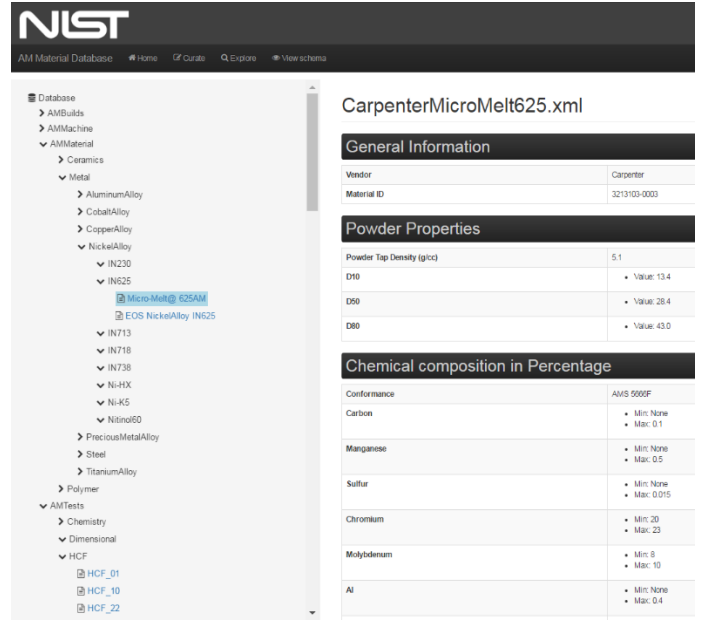 NIST
AM Material Database Home Curate Explore View schema
Database
AMBuilds
AMMachine
AMMaterial
Ceramics
Metal
AluminumAlloy
CobaltAlloy
CopperAlloy
NickelAlloy
IN230
IN625
Micro-Melt@ 625AM
EOS NickelAlloy IN625
IN713
IN718
IN738
Ni-HX
Ni-K5
Nitinol60
PreciousMetalAlloy
Steel
TitaniumAlloy
Polymer
AMTests
Chemistry
Dimensional
HCF
HCF_01
HCF_10
HCF_22
CarpenterMicroMelt625.xml
General Information
Vendor Carpenter
Material ID 3213103-0003
Powder Properties
Powder Tap Density (g/cc) 5.1
D10 • Value: 13.4
D50 • Value: 28.4
D80 • Value: 43.0
Chemical composition in Percentage
Conformance AMS 5666F
Carbon • Min: None
• Max: 0.1
Manganese • Min: None
• Max: 0.5
Sulfur • Min: None
• Max: 0.015
Chromium • Min: 20
• Max: 23
Molybdenum • Min: 8
• Max: 10
Al • Min: None
• Max: 0.4